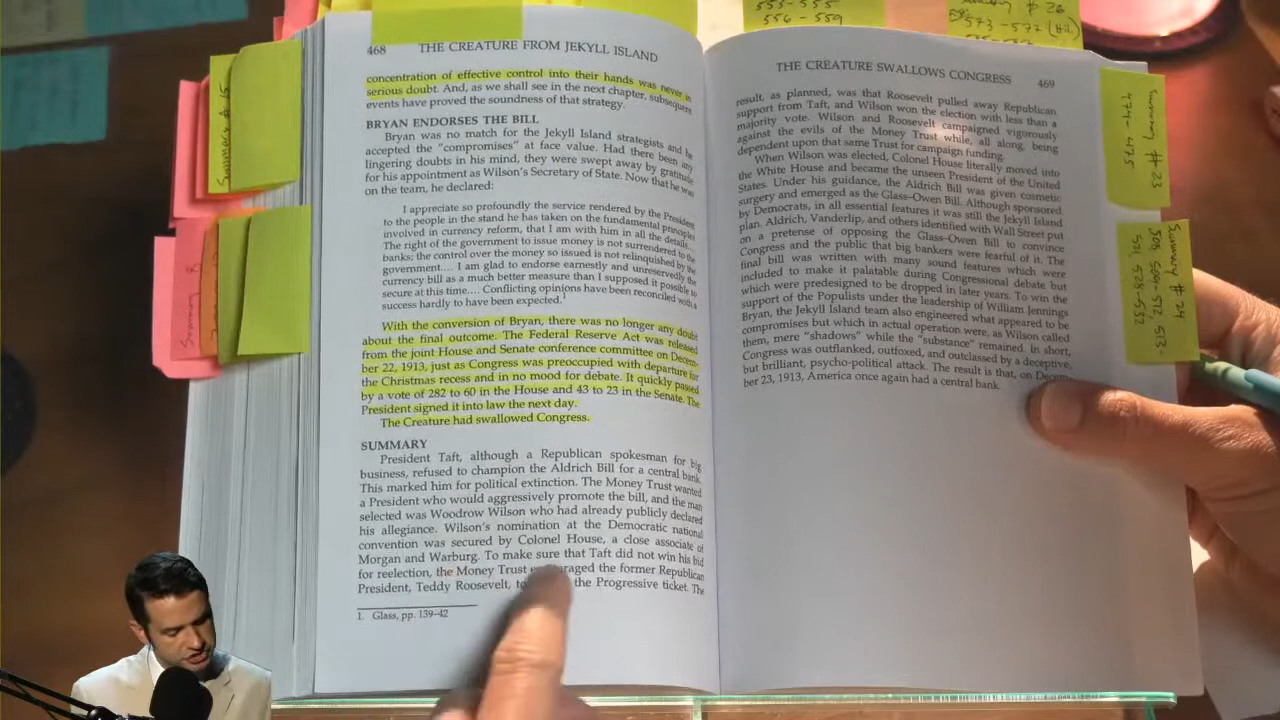 468 THE CREATURE FROM JEKYLL ISLAND
concentration of effective control into their hands was never in
serious doubt. And, as we shall see in the next chapter, subsequent
events have proved the soundness of that strategy.
BRYAN ENDORSES THE BILL
Bryan was no match for the Jekyll Island strategists and he
accepted the “compromises” at face value. Had there been any
lingering doubts in his mind, they were swept away by gratitude
for his appointment as Wilson's Secretary of State. Now that he was
on the team, he declared:
I appreciate so profoundly the service rendered by the President
to the people in the stand he has taken on the fundamental principles
involved in currency reform, that I am with him in all the details....
The right of the government to issue money is not surrendered to the
banks; the control over the money so issued is not relinquished by the
government.... I am glad to endorse earnestly and unreservedly the
currency bill as a much better measure than I supposed it possible to
secure at this time.... Conflicting opinions have been reconciled with a
success hardly to have been expected.1
With the conversion of Bryan, there was no longer any doubt
about the final outcome. The Federal Reserve Act was released
from the joint House and Senate conference committee on Decem-
ber 22, 1913, just as Congress was preoccupied with departure for
the Christmas recess and in no mood for debate. It quickly passed
by a vote of 282 to 60 in the House and 43 to 23 in the Senate. The
President signed it into law the next day.
The Creature had swallowed Congress.
SUMMARY
President Taft, although a Republican spokesman for big
business, refused to champion the Aldrich Bill for a central bank.
This marked him for political extinction. The Money Trust wanted
a President who would aggressively promote the bill, and the man
selected was Woodrow Wilson who had already publicly declared
his allegiance. Wilson's nomination at the Democratic national
convention was secured by Colonel House, a close associate of
Morgan and Warburg. To make sure that Taft did not win his bid
for reelection, the Money Trust encouraged the former Republican
President, Teddy Roosevelt, to the Progressive ticket. The
1. Glass, pp. 139-42
THE CREATURE SWALLOWS CONGRESS 469
result, as planned, was that Roosevelt pulled away Republican
support from Taft, and Wilson won the election with less than a
majority vote. Wilson and Roosevelt campaigned vigorously
against the evils of the Money Trust while, all along, being
dependent upon that same Trust for campaign funding.
When Wilson was elected, Colonel House literally moved into
the White House and became the unseen President of the United
States. Under his guidance, the Aldrich Bill was given cosmetic
surgery and emerged as the Glass-Owen Bill. Although sponsored
by Democrats, in all essential features it was still the Jekyll Island
plan. Aldrich, Vanderlip, and others identified with Wall Street put
on a pretense of opposing the Glass-Owen Bill to convince
Congress and the public that big bankers were fearful of it. The
final bill was written with many sound features which were
included to make it palatable during Congressional debate but
which were predesigned to be dropped in later years. To win the
support of the Populists under the leadership of William Jennings
Bryan, the Jekyll Island team also engineered what appeared to be
compromises but which in actual operation were, as Wilson called
them, mere “shadows” while the “substance” remained. In short,
Congress was outflanked, outfoxed, and outclassed by a deceptive,
but brilliant, psycho-political attack. The result is that, on Decem-
ber 23, 1913, America once again had a central bank.
556 – 559
# 26
573 – 577
Summary # 5
Summary 8
Summary # 23
474 – 475
Summary # 24
508, 509-512, 513-
524, 528-532